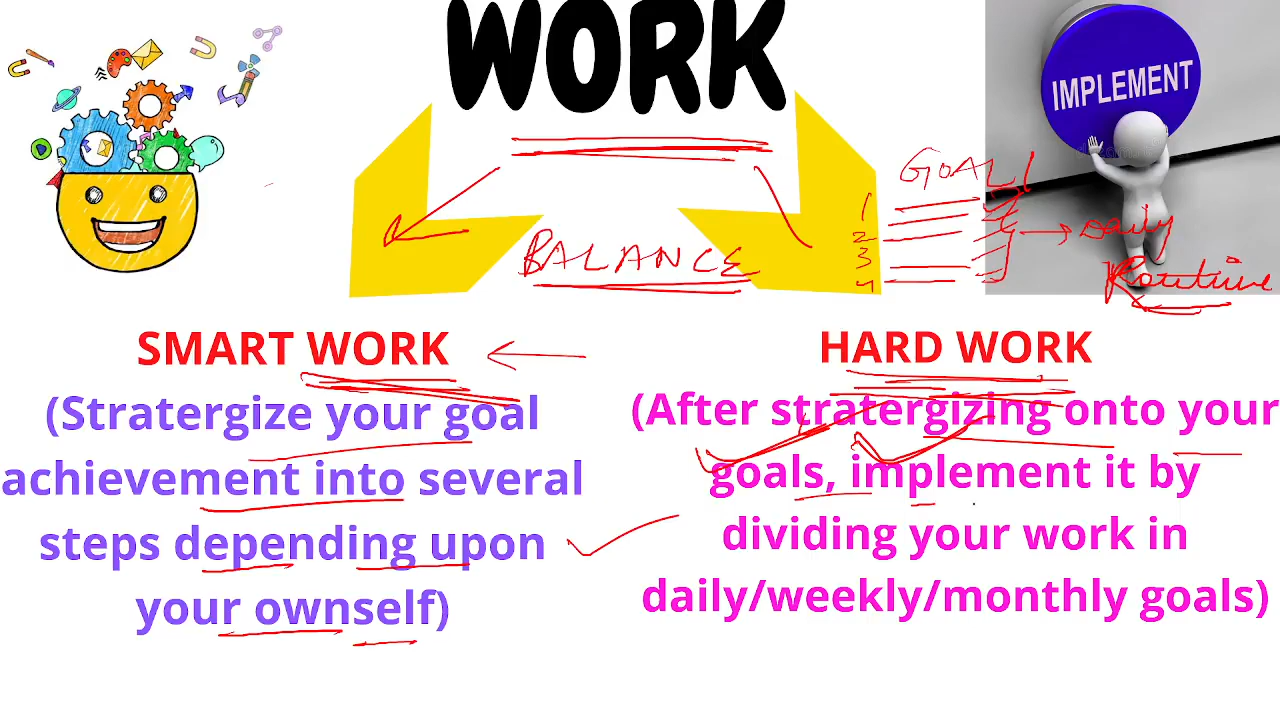 WORK
IMPLEMENT
GOAL
1
2
3
4
Daily
Routine
BALANCE
SMART WORK
(Stratergize your goal
achievement into several
steps depending upon
your ownself)
HARD WORK
(After stratergizing onto your
goals, implement it by
dividing your work in
daily/weekly/monthly goals)